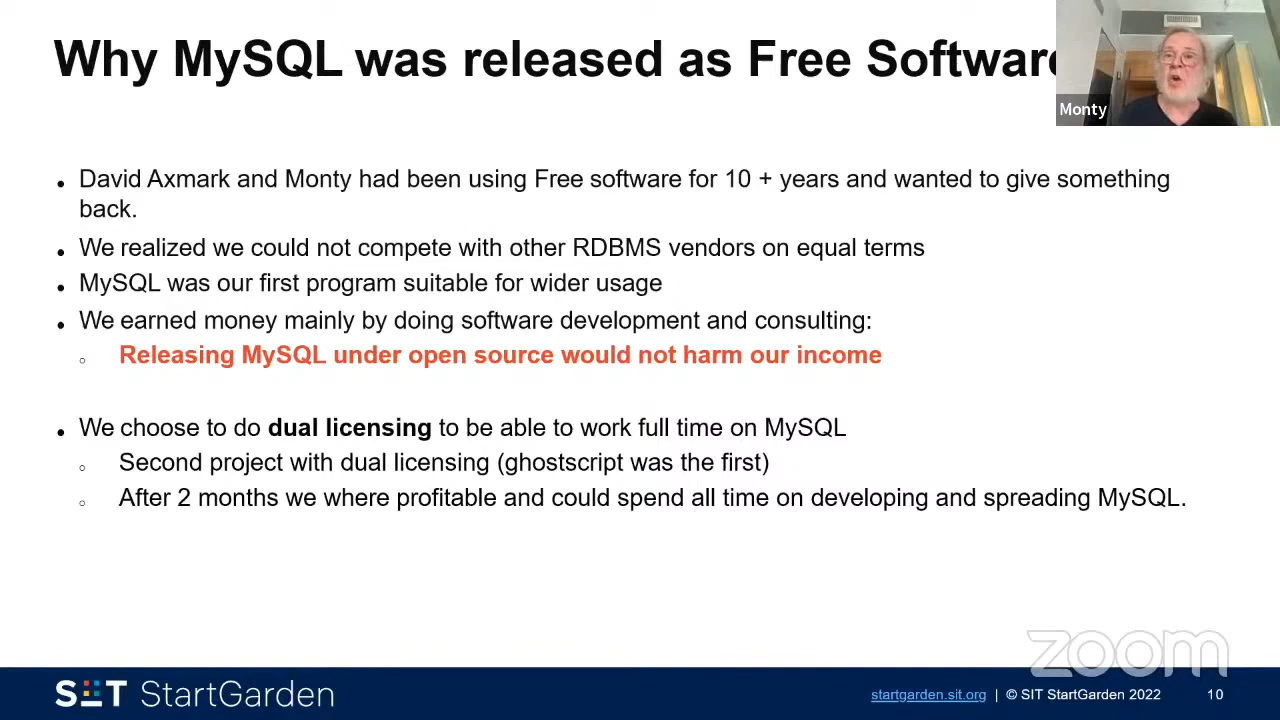 Why MySQL was released as Free Softwar
Monty
• David Axmark and Monty had been using Free software for 10 + years and wanted to give something
back.
• We realized we could not compete with other RDBMS vendors on equal terms
• MySQL was our first program suitable for wider usage
• We earned money mainly by doing software development and consulting:
○ Releasing MySQL under open source would not harm our income
• We choose to do dual licensing to be able to work full time on MySQL
○ Second project with dual licensing (ghostscript was the first)
○ After 2 months we where profitable and could spend all time on developing and spreading MySQL.
zoom
SIT StartGarden
startgarden.sit.org | © SIT StartGarden 2022 10